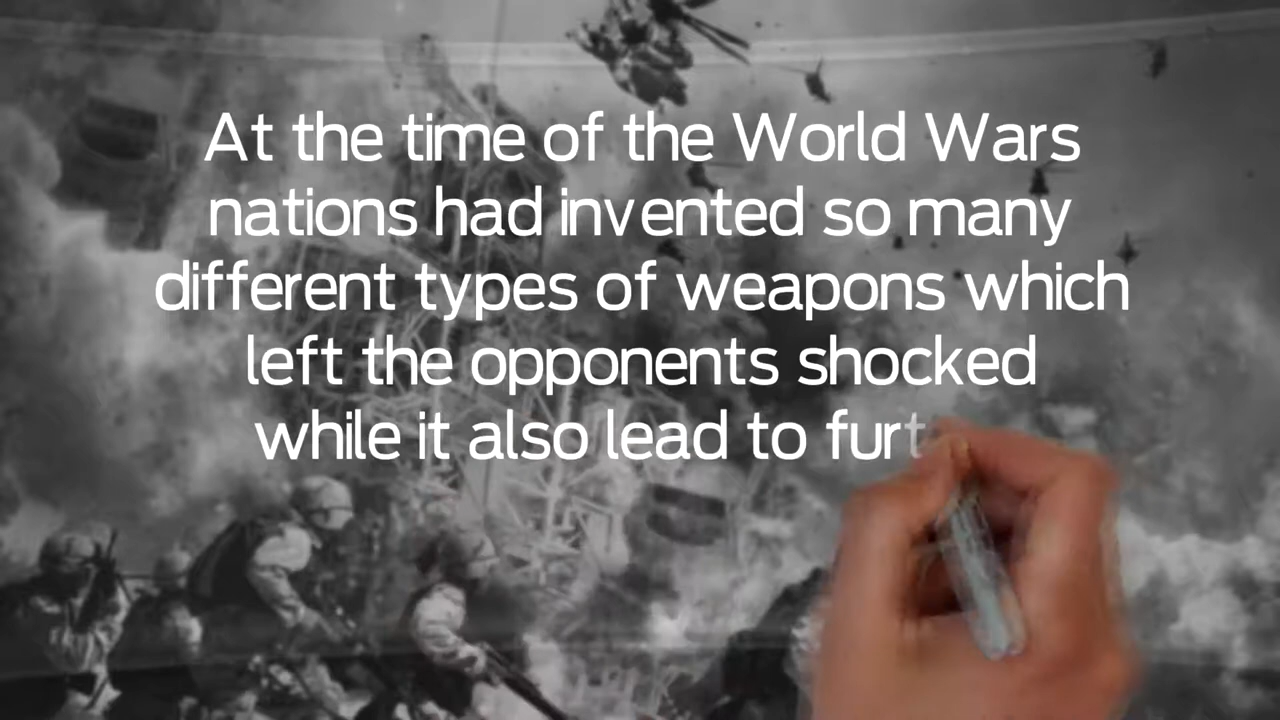 At the time of the World Wars
nations had invented so many
different types of weapons which
left the opponents shocked
while it also lead to furt